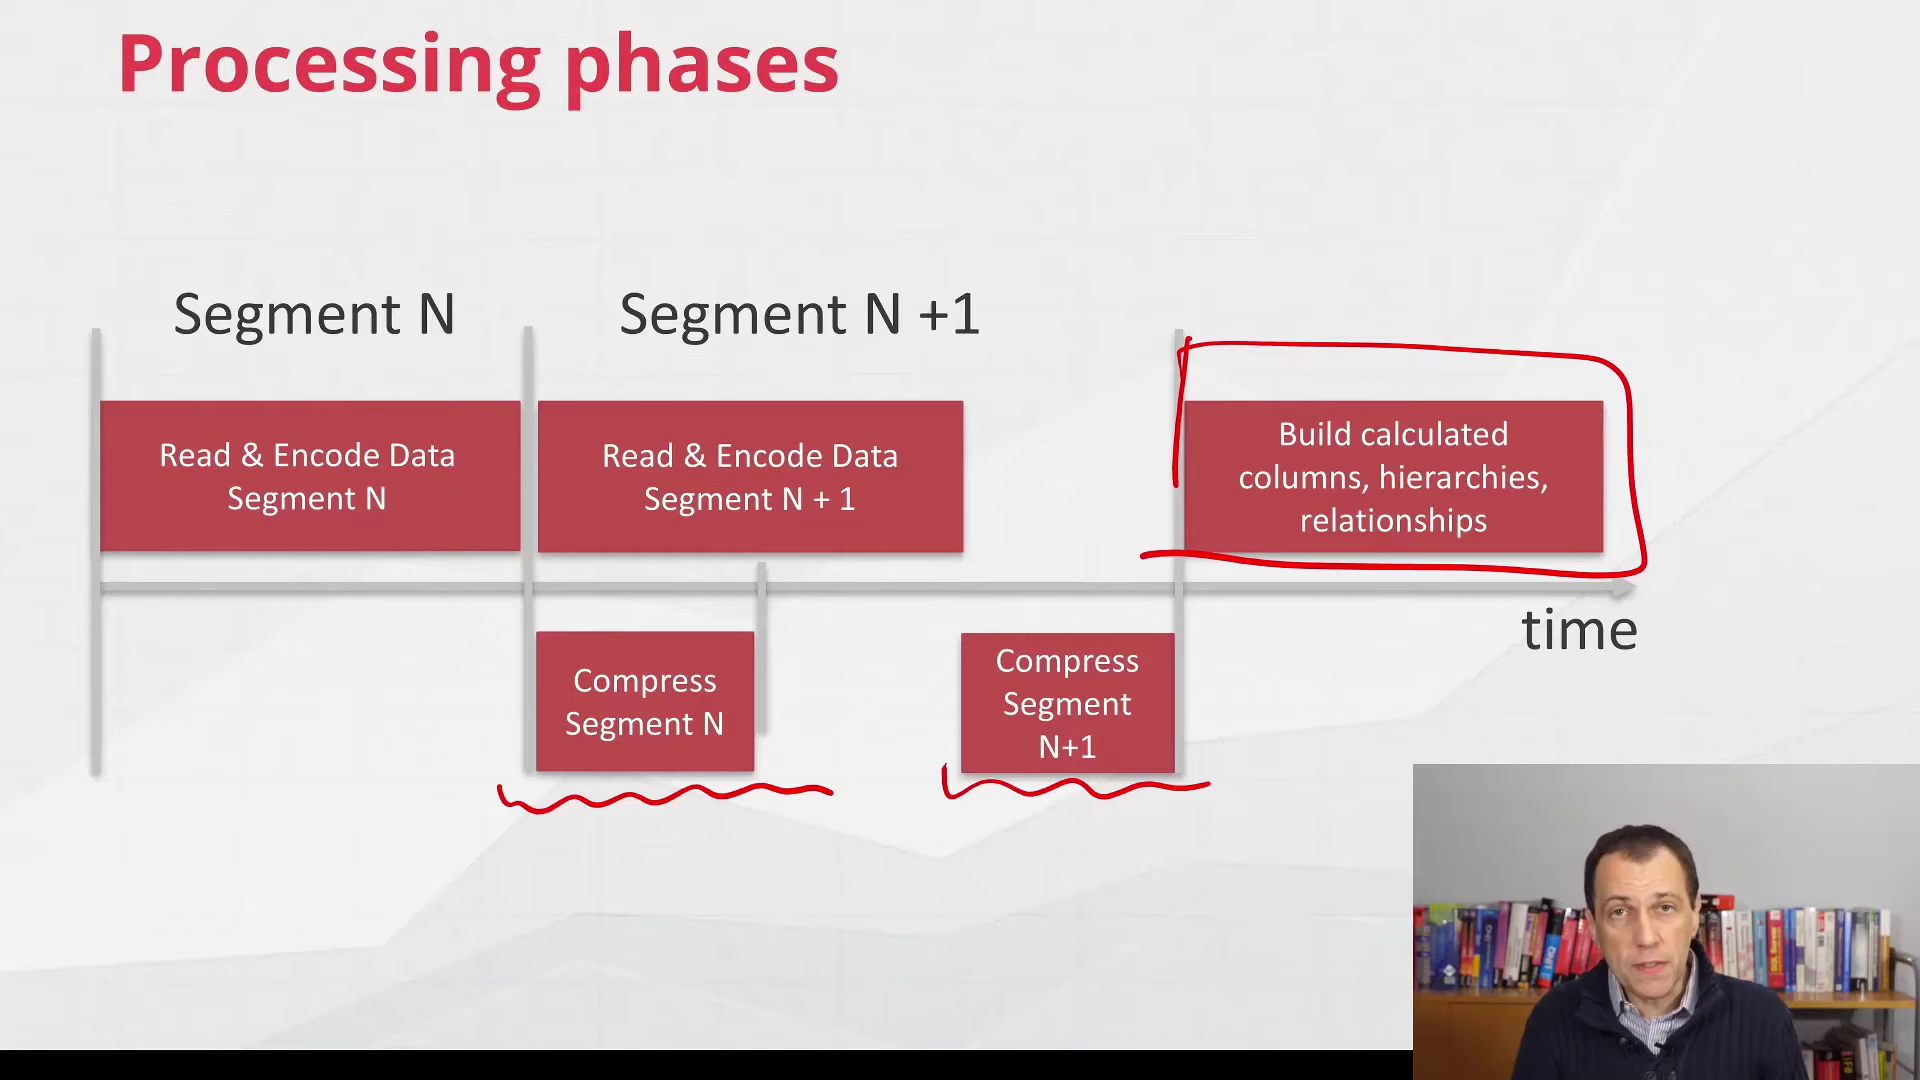 Processing phases
Segment N
Segment N +1
Read & Encode Data
Segment N
Read & Encode Data
Segment N + 1
Build calculated
columns, hierarchies,
relationships
time
Compress
Segment N
Compress
Segment
N+1